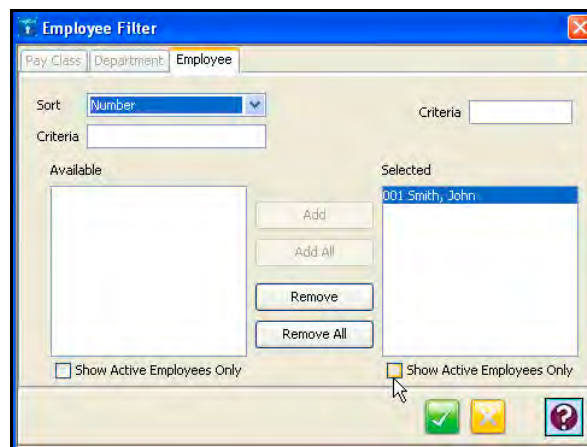 Employee Filter
Pay Class Department Employee
Sort Number
Criteria
Criteria
Available
Selected
001 Smith, John
Add
Add All
Remove
Remove All
Show Active Employees Only
Show Active Employees Only
?